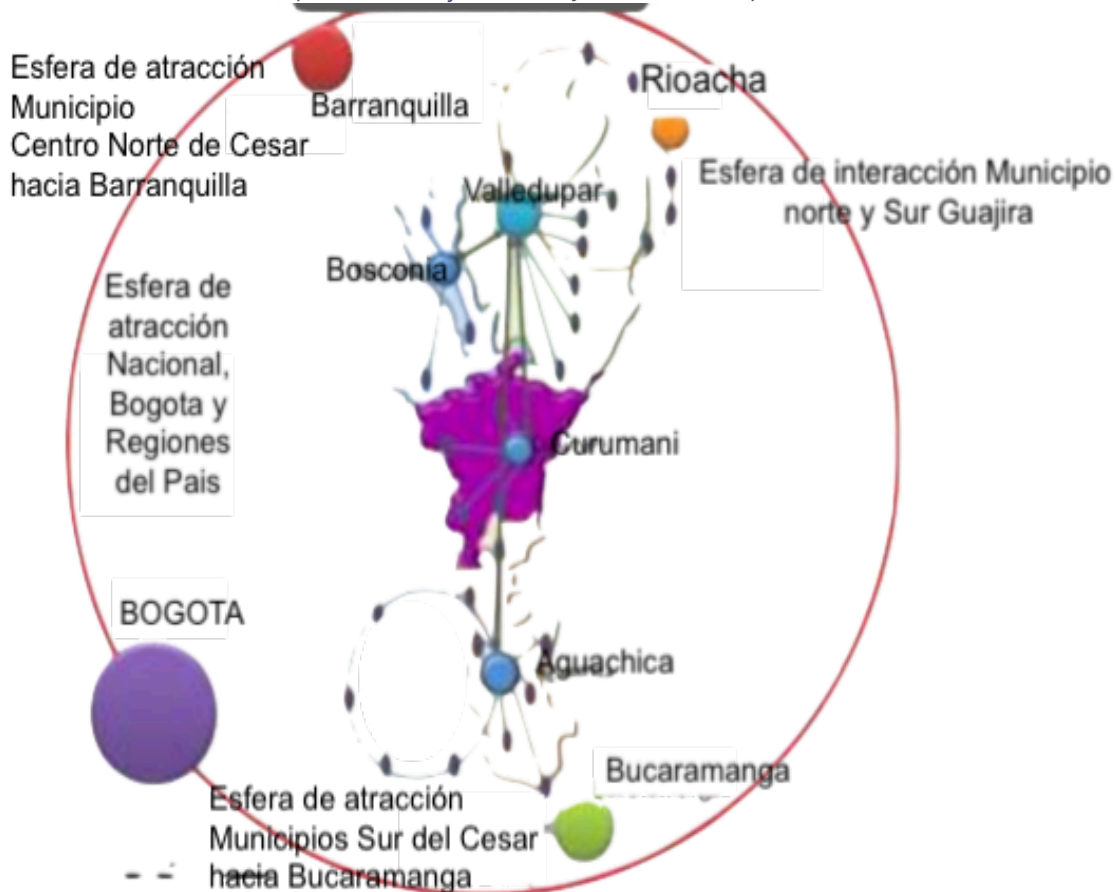 Esfera de atracción
Municipio
Centro Norte de Cesar
hacia Barranquilla
Barranquilla
Rioacha
Esfera de interacción Municipio
norte y Sur Guajira
Valledupar
Bosconia
Esfera de
atracción
Nacional,
Bogota y
Regiones
del Pais
Curumani
BOGOTA
Aguachica
Bucaramanga
Esfera de atracción
Municipios Sur del Cesar
hacia Bucaramanga